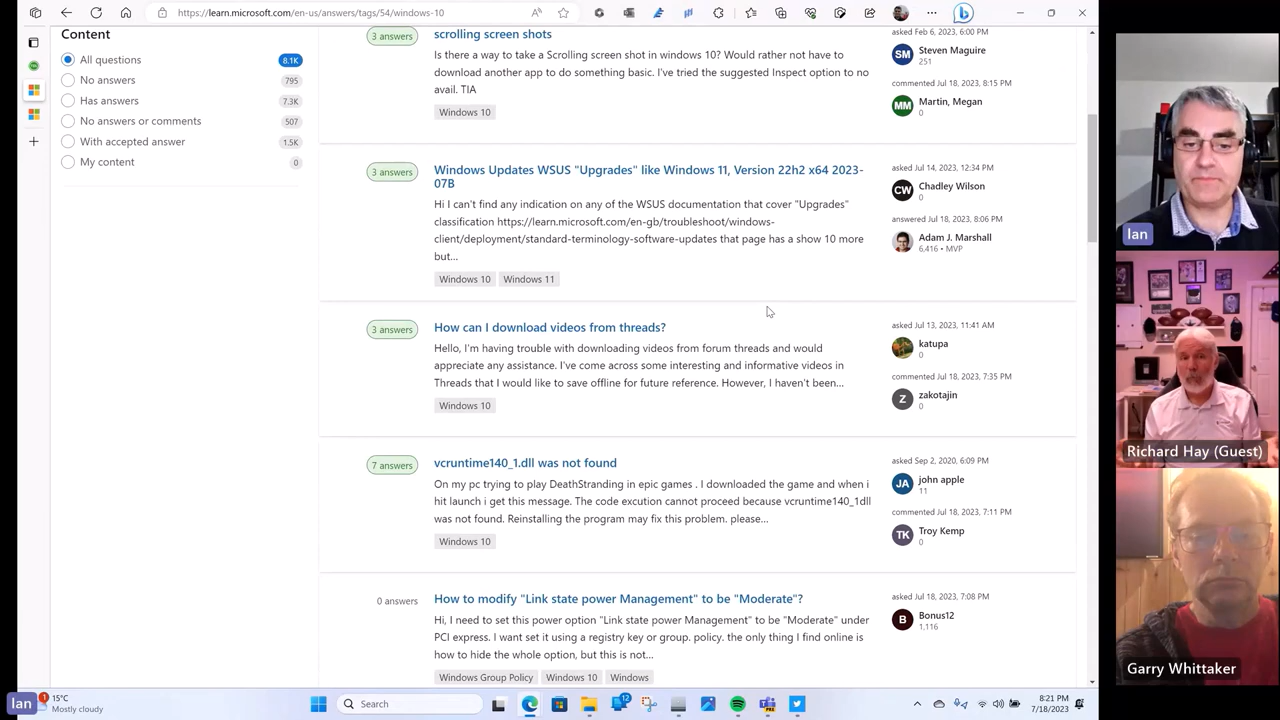 https://learn.microsoft.com/en-us/answers/tags/54/windows-10
Content
All questions 8.1K
No answers 795
Has answers 7.3K
No answers or comments 507
With accepted answer 1.5K
My content 0
3 answers
scrolling screen shots
Is there a way to take a Scrolling screen shot in windows 10? Would rather not have to
download another app to do something basic. I've tried the suggested Inspect option to no
avail. TIA
Windows 10
asked Feb 6, 2023, 6:00 PM
SM Steven Maguire
251
commented Jul 18, 2023, 8:15 PM
MM Martin, Megan
0
3 answers
Windows Updates WSUS "Upgrades" like Windows 11, Version 22h2 x64 2023-
07B
Hi I can't find any indication on any of the WSUS documentation that cover "Upgrades"
classification https://learn.microsoft.com/en-gb/troubleshoot/windows-
client/deployment/standard-terminology-software-updates that page has a show 10 more
but...
Windows 10 Windows 11
asked Jul 14, 2023, 12:34 PM
CW Chadley Wilson
0
answered Jul 18, 2023, 8:06 PM
Adam J. Marshall
6,416 • MVP
3 answers
How can I download videos from threads?
Hello, I'm having trouble with downloading videos from forum threads and would
appreciate any assistance. I've come across some interesting and informative videos in
Threads that I would like to save offline for future reference. However, I haven't been...
Windows 10
asked Jul 13, 2023, 11:41 AM
katupa
0
commented Jul 18, 2023, 7:35 PM
Z zakotajin
0
7 answers
vcruntime140_1.dll was not found
On my pc trying to play DeathStranding in epic games . I downloaded the game and when i
hit launch i get this message. The code excution cannot proceed because vcruntime140_1dll
was not found. Reinstalling the program may fix this problem. please...
Windows 10
asked Sep 2, 2020, 6:09 PM
JA john apple
11
commented Jul 18, 2023, 7:11 PM
TK Troy Kemp
0
0 answers
How to modify "Link state power Management" to be "Moderate"?
Hi, I need to set this power option "Link state power Management" to be "Moderate" under
PCI express. I want set it using a registry key or group. policy. the only thing I find online is
how to hide the whole option, but this is not...
Windows Group Policy Windows 10 Windows
asked Jul 18, 2023, 7:08 PM
B Bonus12
1,116
Ian
Richard Hay (Guest)
Garry Whittaker
Ian
1
15°C
Mostly cloudy
Search
12
8:21 PM
7/18/2023